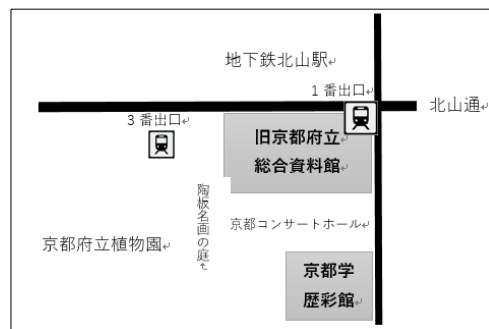 地下鉄北山駅
1 番出口
北山通
3 番出口
旧京都府立
総合資料館
陶板名画の庭
京都コンサートホール
京都府立植物園
京都学
歴彩館